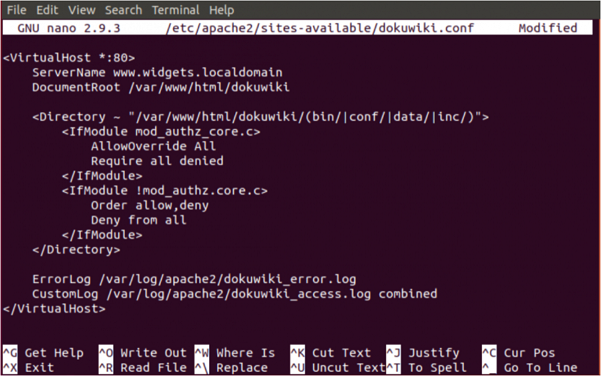 File Edit View Search Terminal Help
GNU nano 2.9.3 /etc/apache2/sites-available/dokuwiki.conf Modified
<VirtualHost *:80>
ServerName www.widgets.localdomain
DocumentRoot /var/www/html/dokuwiki
<Directory ~ "/var/www/html/dokuwiki/(bin/|conf/|data/|inc/)">
<IfModule mod_authz_core.c>
AllowOverride All
Require all denied
</IfModule>
<IfModule !mod_authz.core.c>
Order allow,deny
Deny from all
</IfModule>
</Directory>
ErrorLog /var/log/apache2/dokuwiki_error.log
CustomLog /var/log/apache2/dokuwiki_access.log combined
</VirtualHost>
^G Get Help ^O Write Out ^W Where Is ^K Cut Text ^J Justify ^C Cur Pos
^X Exit ^R Read File ^\ Replace ^U Uncut Text ^T To Spell ^_ Go To Line